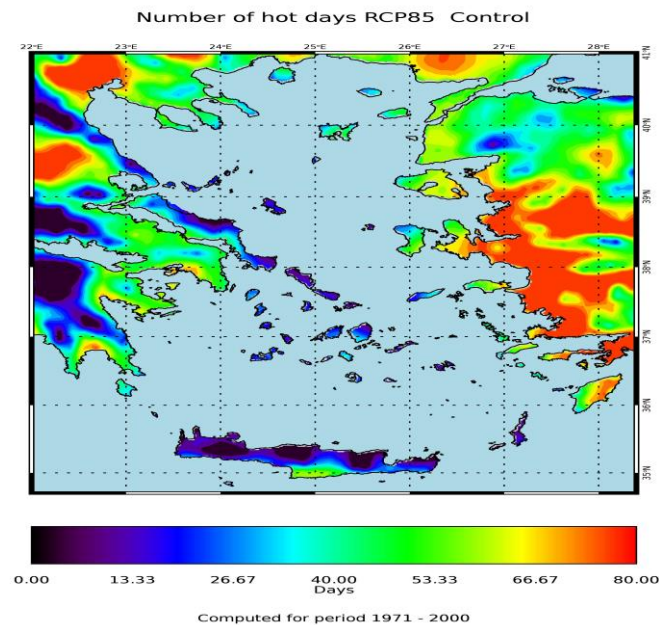 Number of hot days RCP85 Control
22°E 23°E 24°E 25°E 26°E 27°E 28°E
41°N
40°N
39°N
38°N
37°N
36°N
35°N
0.00 13.33 26.67 40.00 53.33 66.67 80.00
Days
Computed for period 1971 - 2000